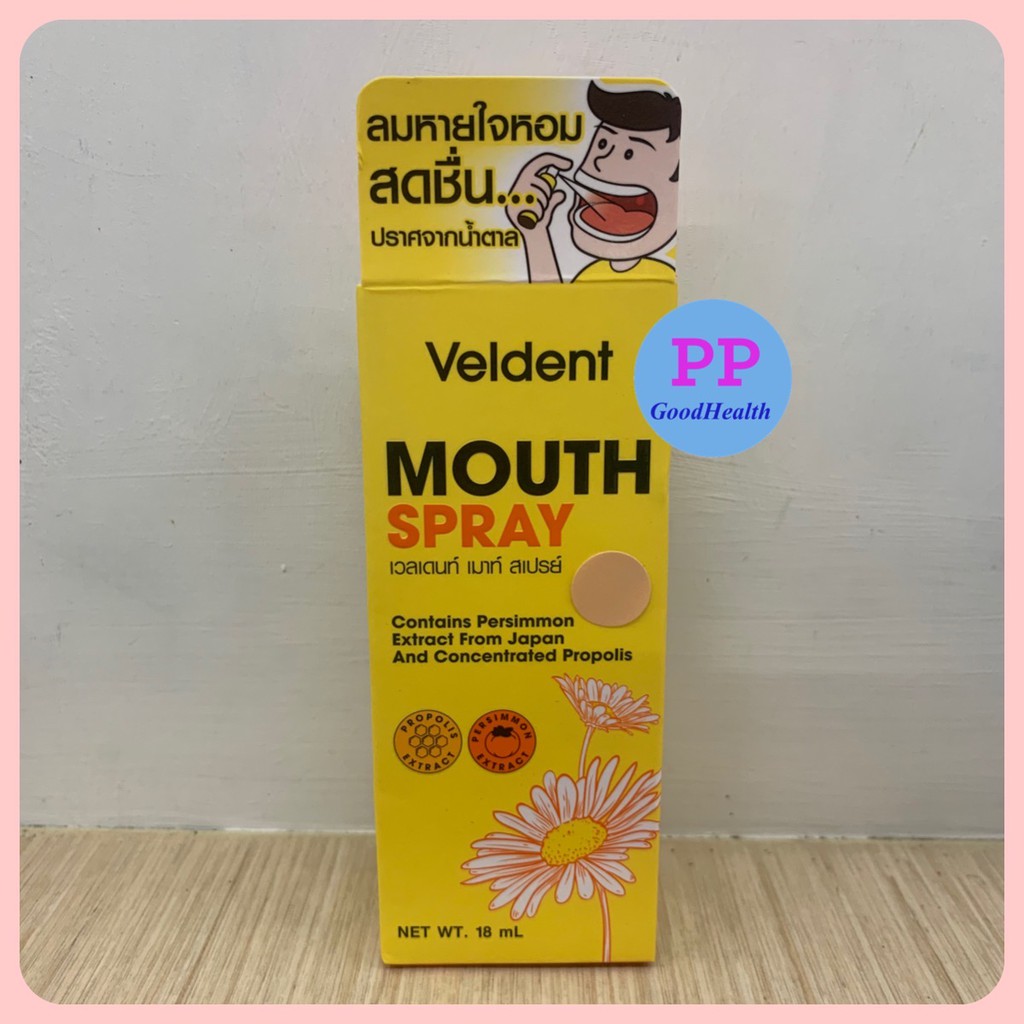 ลมหายใจหอม
สดชื่น...
ปราศจากน้ำตาล
Veldent
PP
GoodHealth
MOUTH
SPRAY
เวลเดนท์ เมาท์ สเปรย์
Contains Persimmon
Extract From Japan
And Concentrated Propolis
PROPOLIS
EXTRACT
PERSIMMON
EXTRACT
NET WT. 18 mL